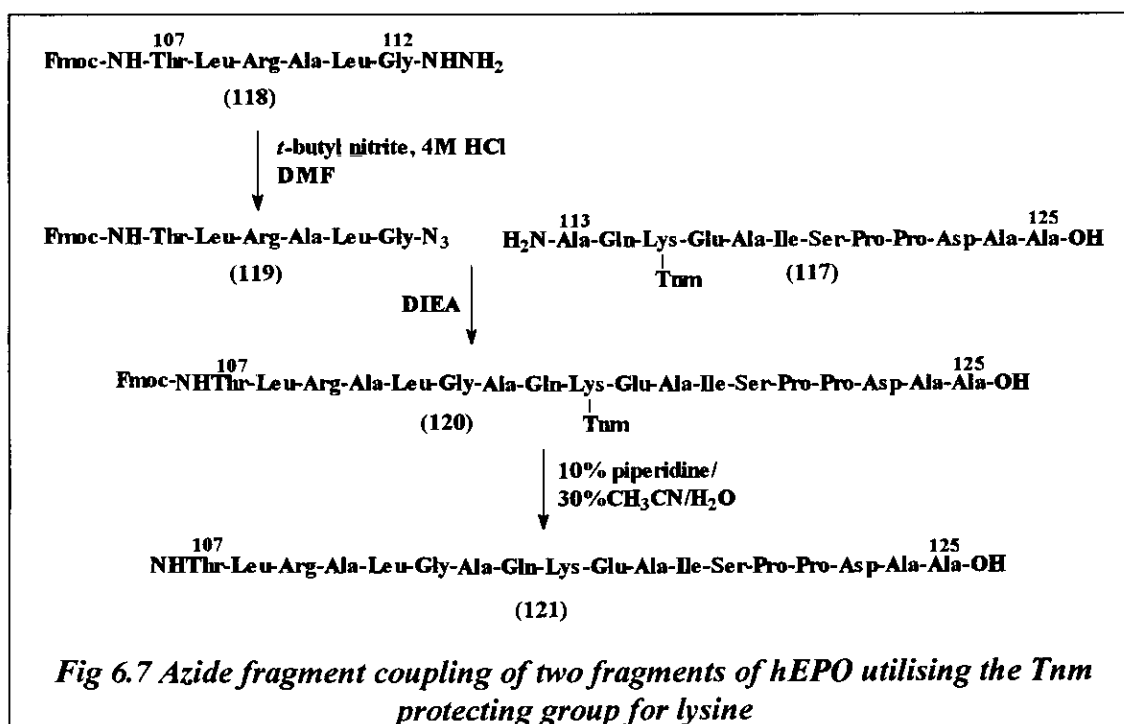 107 112
Fmoc-NH-Thr-Leu-Arg-Ala-Leu-Gly-NHNH₂
(118)
t-butyl nitrite, 4M HCl
DMF
113 125
Fmoc-NH-Thr-Leu-Arg-Ala-Leu-Gly-N₃ H₂N-Ala-Gln-Lys-Glu-Ala-Ile-Ser-Pro-Pro-Asp-Ala-Ala-OH
(119) Tnm (117)
DIEA
107 125
Fmoc-NHThr-Leu-Arg-Ala-Leu-Gly-Ala-Gln-Lys-Glu-Ala-Ile-Ser-Pro-Pro-Asp-Ala-Ala-OH
(120) Tnm
10% piperidine/
30%CH₃CN/H₂O
107 125
NHThr-Leu-Arg-Ala-Leu-Gly-Ala-Gln-Lys-Glu-Ala-Ile-Ser-Pro-Pro-Asp-Ala-Ala-OH
(121)
Fig 6.7 Azide fragment coupling of two fragments of hEPO utilising the Tnm
protecting group for lysine